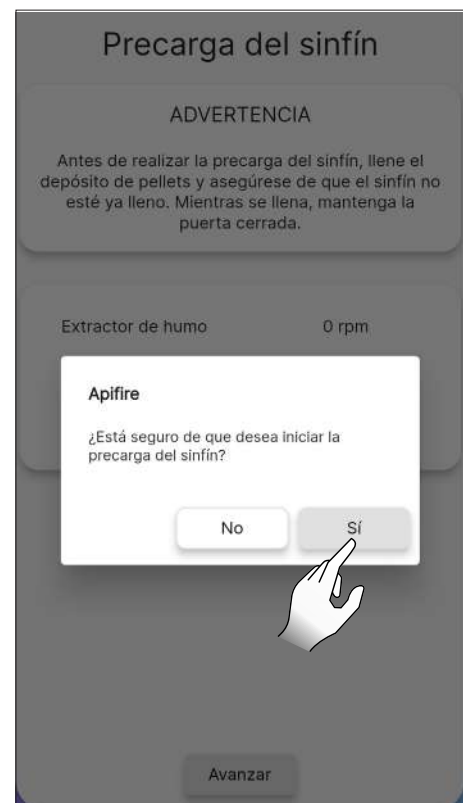 Precarga del sinfín
ADVERTENCIA
Antes de realizar la precarga del sinfín, llene el
depósito de pellets y asegúrese de que el sinfín no
esté ya lleno. Mientras se llena, mantenga la
puerta cerrada.
Extractor de humo 0 rpm
Apifire
¿Está seguro de que desea iniciar la
precarga del sinfín?
No Sí
Avanzar